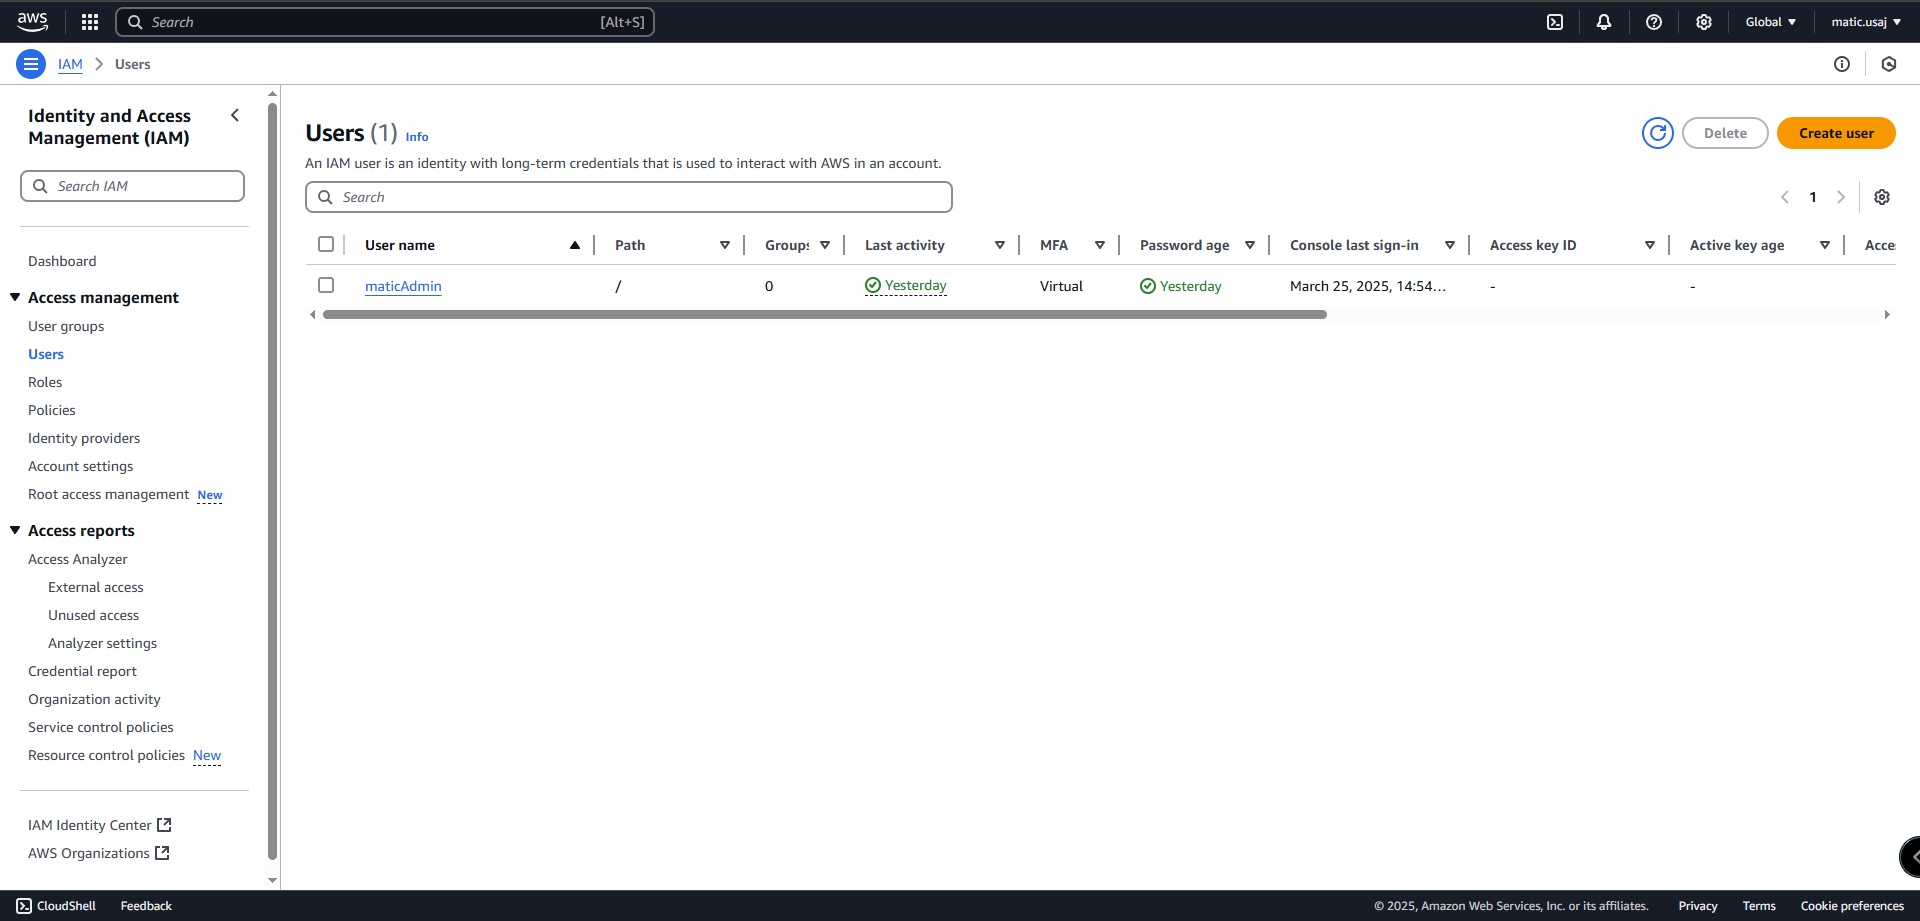 aws
Search [Alt+S]
Global
matic.usaj
IAM > Users
Identity and Access Management (IAM)
Search IAM
Dashboard
Access management
User groups
Users
Roles
Policies
Identity providers
Account settings
Root access management New
Access reports
Access Analyzer
External access
Unused access
Analyzer settings
Credential report
Organization activity
Service control policies
Resource control policies New
IAM Identity Center
AWS Organizations
Users (1) Info
Delete
Create user
An IAM user is an identity with long-term credentials that is used to interact with AWS in an account.
Search
1
User name Path Groups Last activity MFA Password age Console last sign-in Access key ID Active key age Acce
maticAdmin / 0 Yesterday Virtual Yesterday March 25, 2025, 14:54... - -
CloudShell Feedback © 2025, Amazon Web Services, Inc. or its affiliates. Privacy Terms Cookie preferences